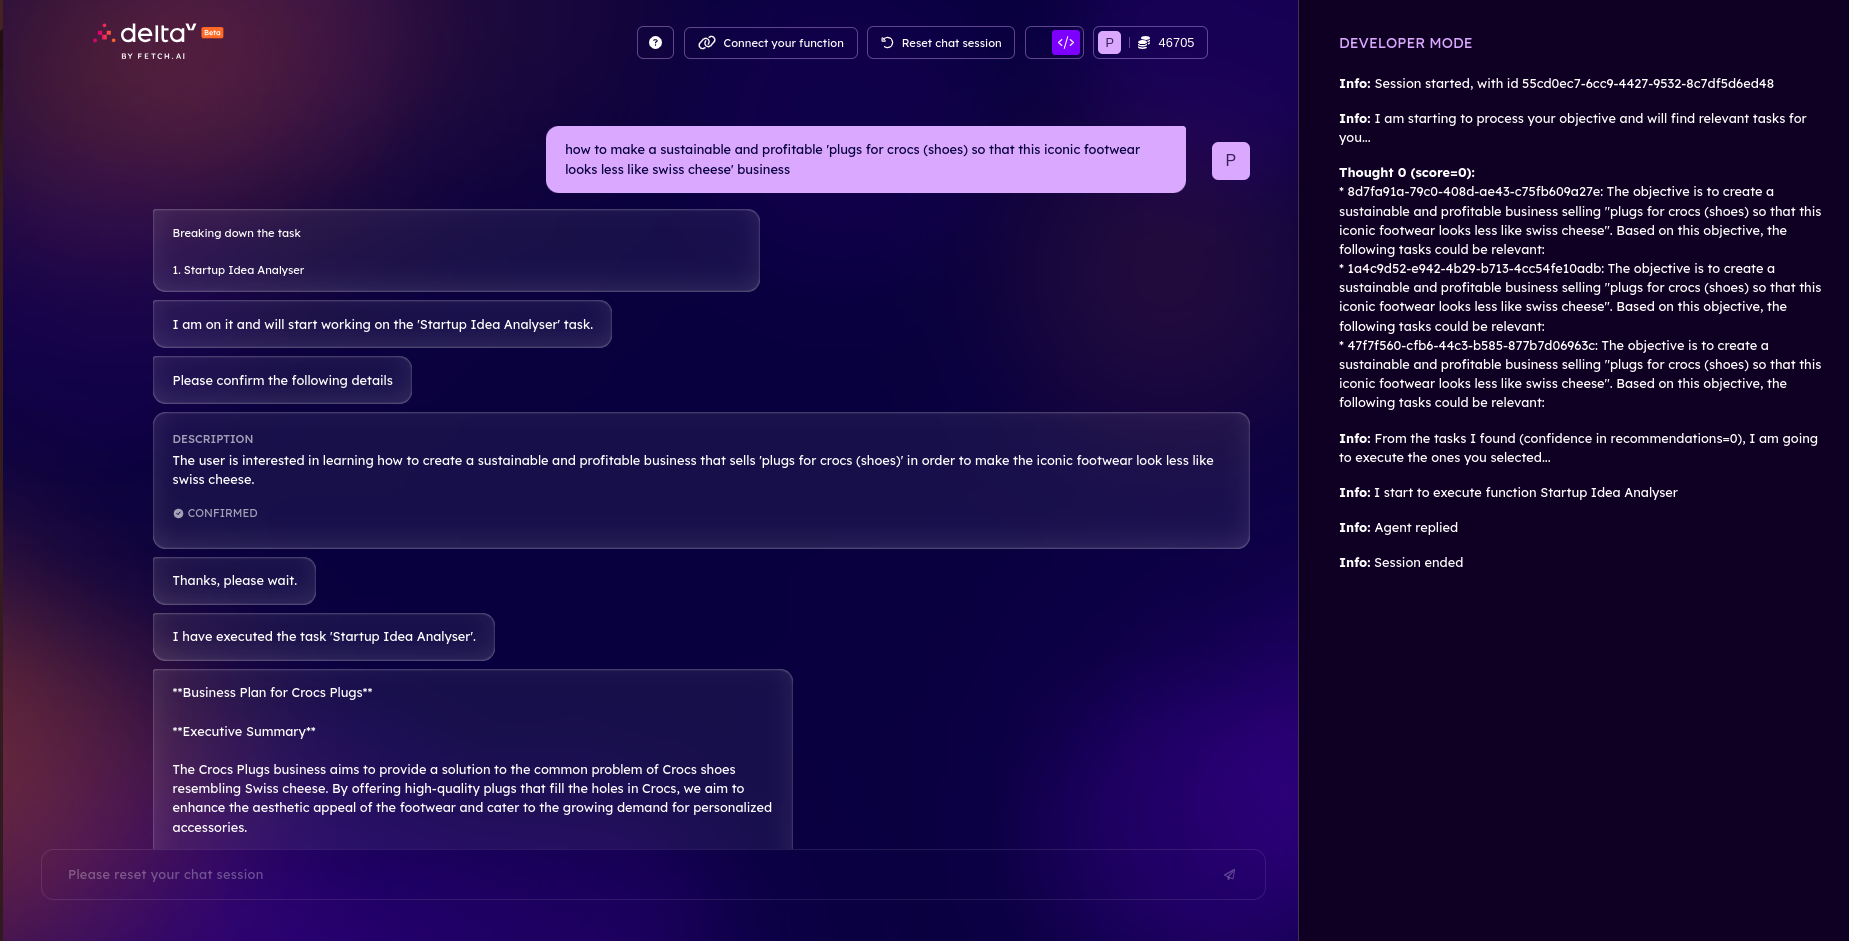 deltaV Beta
BY FETCH.AI
?
Connect your function
Reset chat session
</>
P
46705
how to make a sustainable and profitable 'plugs for crocs (shoes) so that this iconic footwear
looks less like swiss cheese' business
P
Breaking down the task
1. Startup Idea Analyser
I am on it and will start working on the 'Startup Idea Analyser' task.
Please confirm the following details
DESCRIPTION
The user is interested in learning how to create a sustainable and profitable business that sells 'plugs for crocs (shoes)' in order to make the iconic footwear look less like
swiss cheese.
CONFIRMED
Thanks, please wait.
I have executed the task 'Startup Idea Analyser'.
**Business Plan for Crocs Plugs**
**Executive Summary**
The Crocs Plugs business aims to provide a solution to the common problem of Crocs shoes
resembling Swiss cheese. By offering high-quality plugs that fill the holes in Crocs, we aim to
enhance the aesthetic appeal of the footwear and cater to the growing demand for personalized
accessories.
Please reset your chat session
DEVELOPER MODE
Info: Session started, with id 55cd0ec7-6cc9-4427-9532-8c7df5d6ed48
Info: I am starting to process your objective and will find relevant tasks for
you...
Thought 0 (score=0):
* 8d7fa91a-79c0-408d-ae43-c75fb609a27e: The objective is to create a
sustainable and profitable business selling "plugs for crocs (shoes) so that this
iconic footwear looks less like swiss cheese". Based on this objective, the
following tasks could be relevant:
* 1a4c9d52-e942-4b29-b713-4cc54fe10adb: The objective is to create a
sustainable and profitable business selling "plugs for crocs (shoes) so that this
iconic footwear looks less like swiss cheese". Based on this objective, the
following tasks could be relevant:
* 47f7f560-cfb6-44c3-b585-877b7d06963c: The objective is to create a
sustainable and profitable business selling "plugs for crocs (shoes) so that this
iconic footwear looks less like swiss cheese". Based on this objective, the
following tasks could be relevant:
Info: From the tasks I found (confidence in recommendations=0), I am going
to execute the ones you selected...
Info: I start to execute function Startup Idea Analyser
Info: Agent replied
Info: Session ended